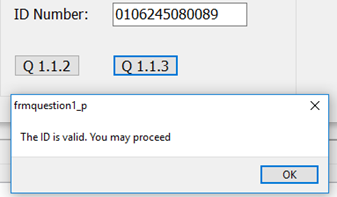 ID Number: 0106245080089
Q 1.1.2 Q 1.1.3
frmquestion1_p
The ID is valid. You may proceed
OK